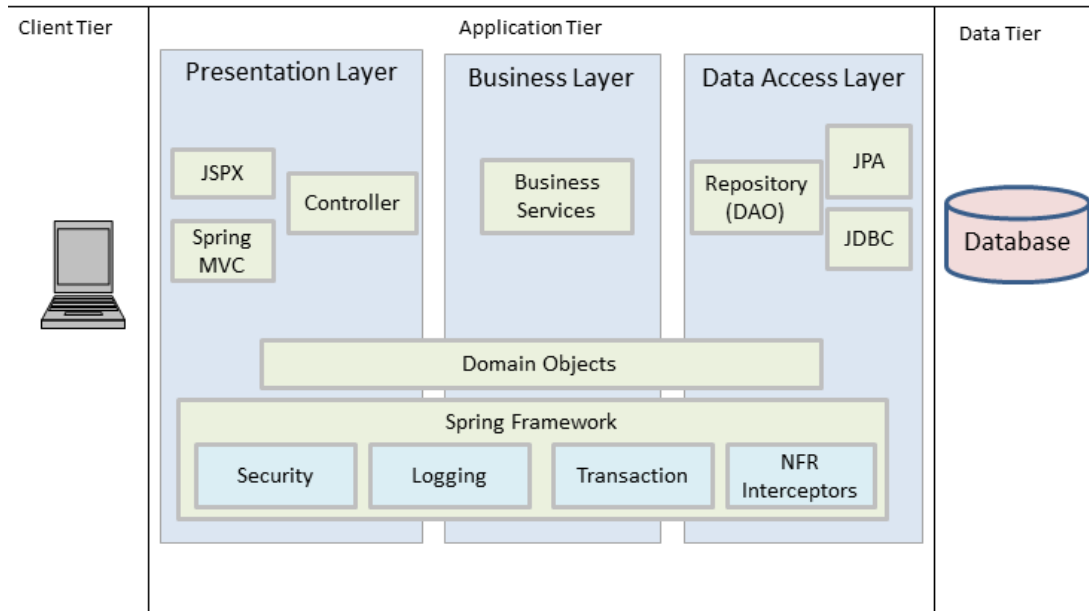 Client Tier
Application Tier
Data Tier
Presentation Layer
Business Layer
Data Access Layer
JSPX
Controller
Spring
MVC
Business
Services
Repository
(DAO)
JPA
JDBC
Database
Domain Objects
Spring Framework
Security
Logging
Transaction
NFR
Interceptors